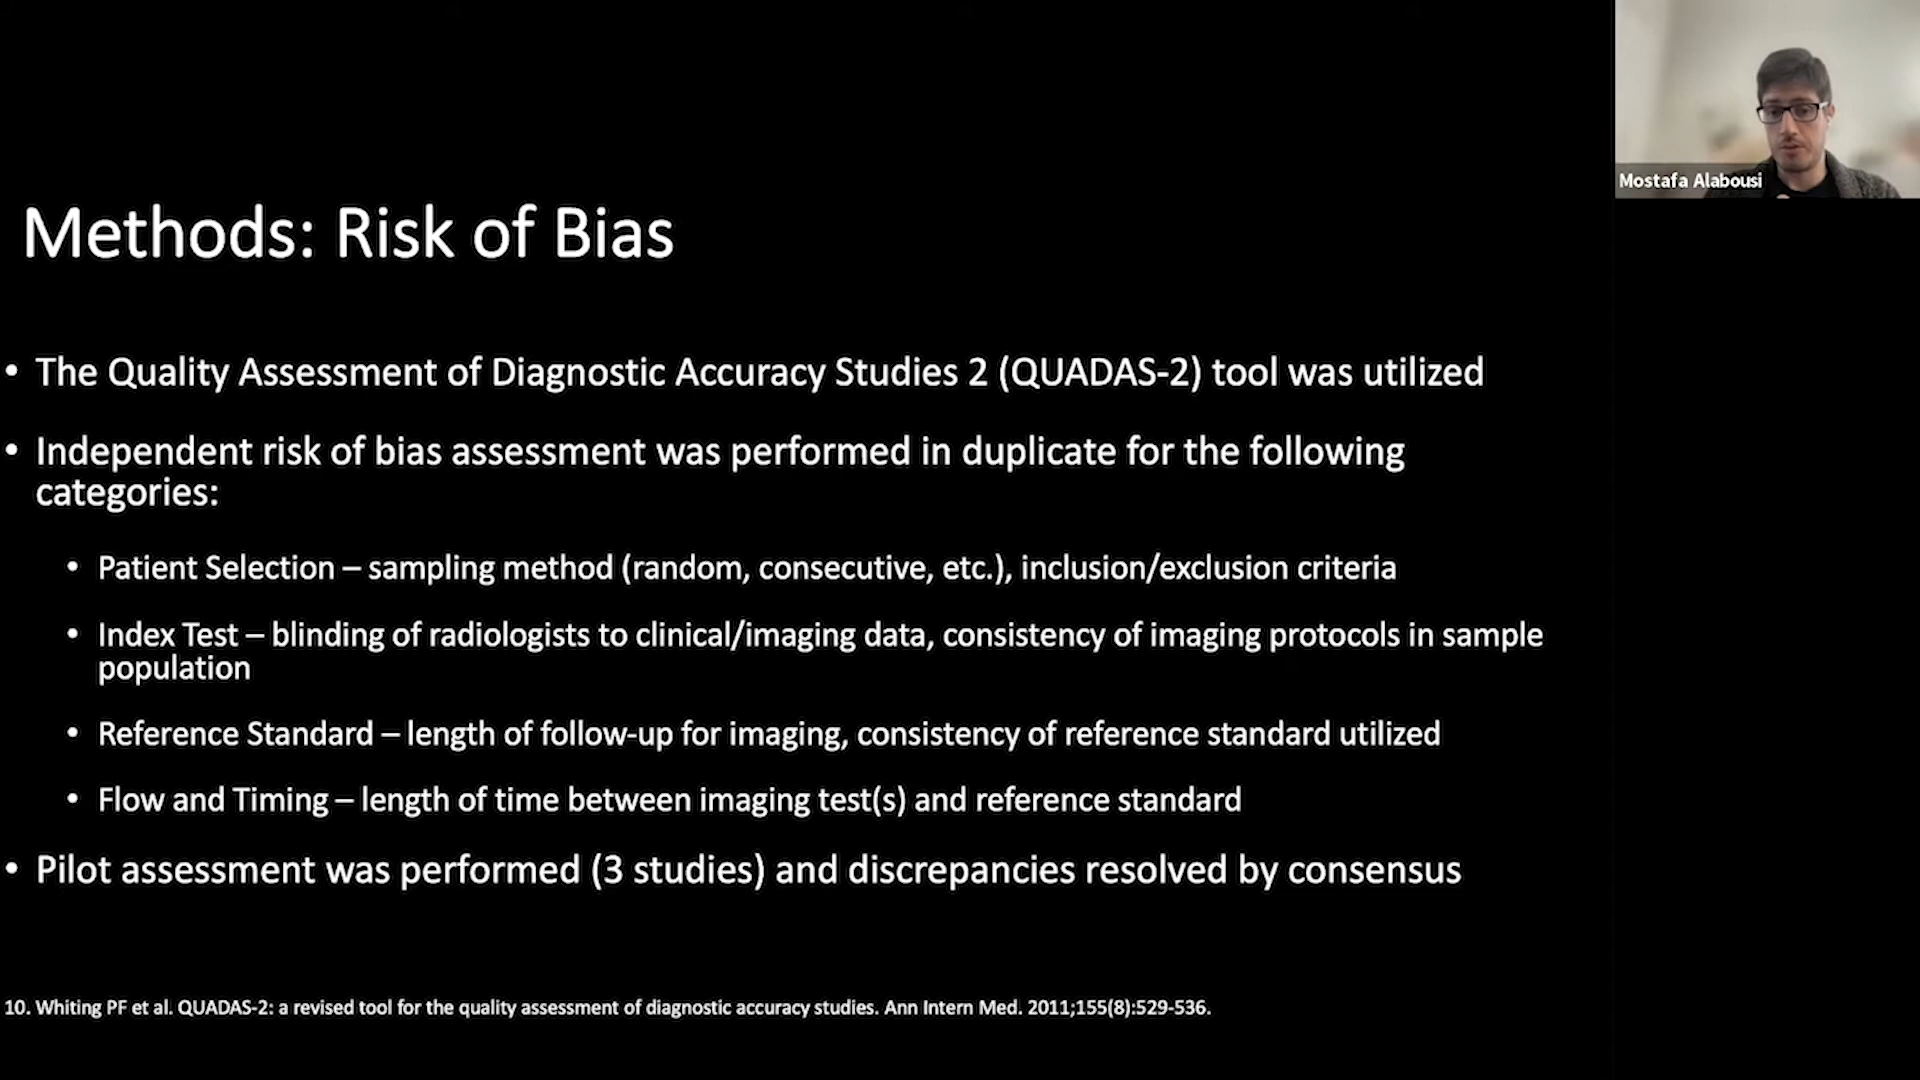 Mostafa Alabousi
Methods: Risk of Bias
• The Quality Assessment of Diagnostic Accuracy Studies 2 (QUADAS-2) tool was utilized
• Independent risk of bias assessment was performed in duplicate for the following
categories:
• Patient Selection – sampling method (random, consecutive, etc.), inclusion/exclusion criteria
• Index Test – blinding of radiologists to clinical/imaging data, consistency of imaging protocols in sample
population
• Reference Standard – length of follow-up for imaging, consistency of reference standard utilized
• Flow and Timing – length of time between imaging test(s) and reference standard
• Pilot assessment was performed (3 studies) and discrepancies resolved by consensus
10. Whiting PF et al. QUADAS-2: a revised tool for the quality assessment of diagnostic accuracy studies. Ann Intern Med. 2011;155(8):529-536.